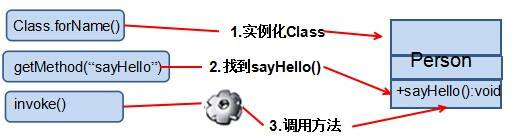 Class.forName()
1.实例化Class
getMethod(“sayHello”)
2.找到sayHello()
Person
+sayHello():void
invoke()
3.调用方法